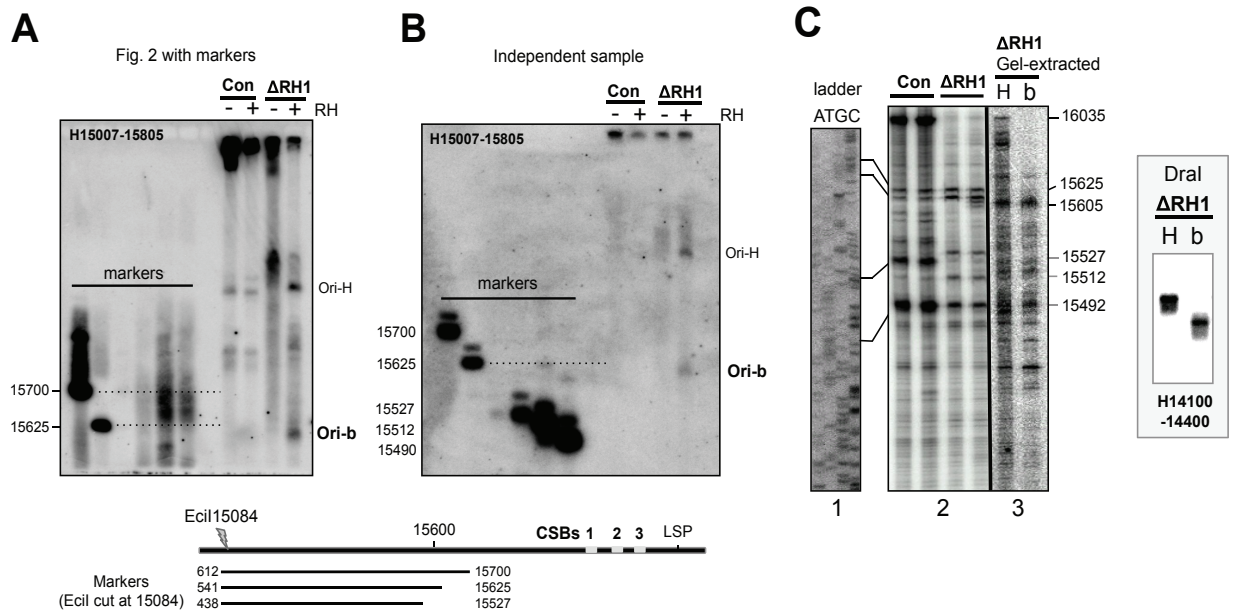 A
Fig. 2 with markers
Con ΔRH1
- + - + RH
H15007-15805
markers
Ori-H
15700
15625
Ori-b
B
Independent sample
Con ΔRH1
- + - + RH
H15007-15805
markers
Ori-H
15700
15625
Ori-b
15527
15512
15490
C
ΔRH1
Gel-extracted
ladder Con ΔRH1 H b
ATGC
16035
15625
15605
15527
15512
15492
1 2 3
DraI
ΔRH1
H b
H14100
-14400
EciI15084
15600
CSBs 1 2 3 LSP
Markers
(EciI cut at 15084)
612 15700
541 15625
438 15527